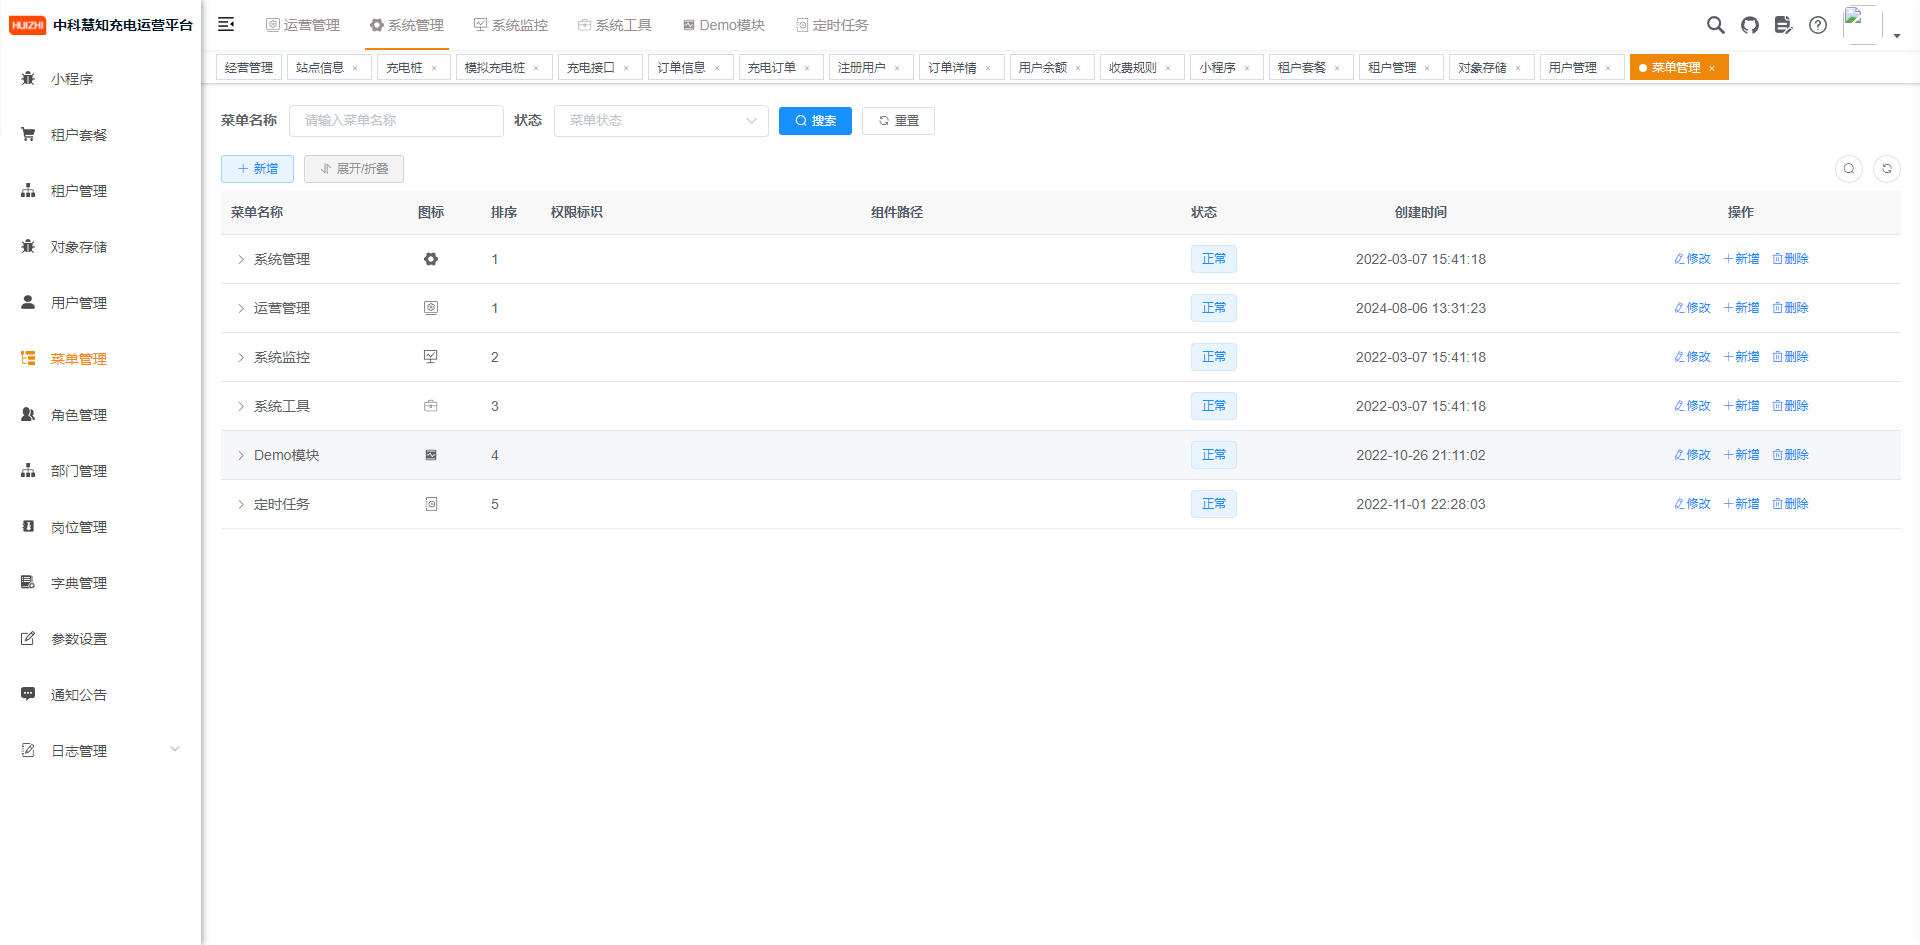 HUIZHI 中科慧知充电运营平台
运营管理 系统管理 系统监控 系统工具 Demo模块 定时任务
经营管理 站点信息 × 充电桩 × 模拟充电桩 × 充电接口 × 订单信息 × 充电订单 × 注册用户 × 订单详情 × 用户余额 × 收费规则 × 小程序 × 租户套餐 × 租户管理 × 对象存储 × 用户管理 × 菜单管理 ×
小程序
租户套餐
租户管理
对象存储
用户管理
菜单管理
角色管理
部门管理
岗位管理
字典管理
参数设置
通知公告
日志管理
菜单名称 请输入菜单名称 状态 菜单状态 搜索 重置
新增 展开/折叠
菜单名称 图标 排序 权限标识 组件路径 状态 创建时间 操作
系统管理 1 正常 2022-03-07 15:41:18 修改 新增 删除
运营管理 1 正常 2024-08-06 13:31:23 修改 新增 删除
系统监控 2 正常 2022-03-07 15:41:18 修改 新增 删除
系统工具 3 正常 2022-03-07 15:41:18 修改 新增 删除
Demo模块 4 正常 2022-10-26 21:11:02 修改 新增 删除
定时任务 5 正常 2022-11-01 22:28:03 修改 新增 删除